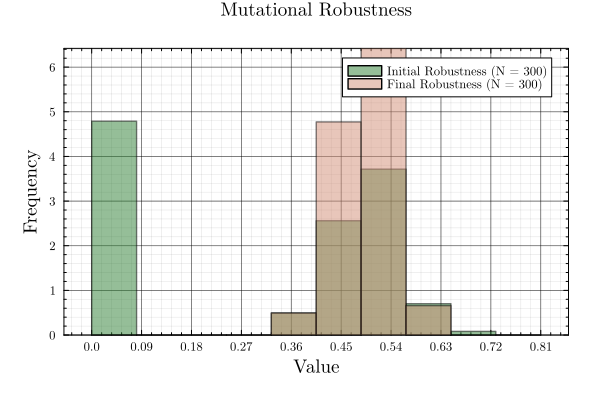 Mutational Robustness
Initial Robustness (N = 300)
Final Robustness (N = 300)
Frequency
6
5
4
3
2
1
0
0.0 0.09 0.18 0.27 0.36 0.45 0.54 0.63 0.72 0.81
Value